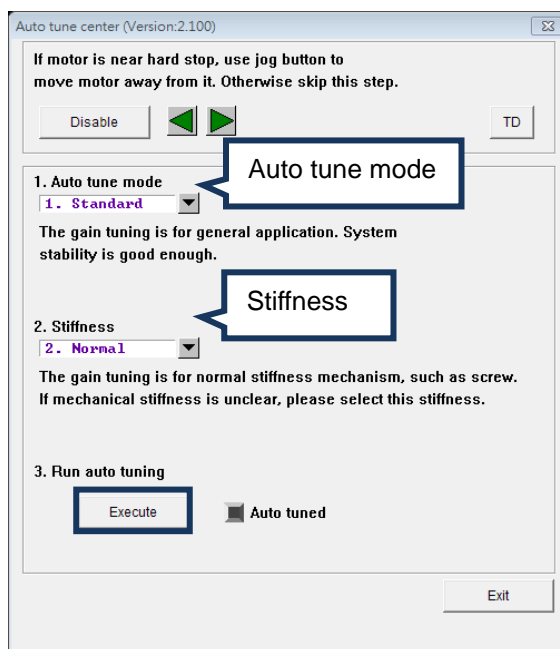 Auto tune center (Version:2.100)
If motor is near hard stop, use jog button to
move motor away from it. Otherwise skip this step.
Disable
TD
Auto tune mode
1. Auto tune mode
1. Standard
The gain tuning is for general application. System
stability is good enough.
Stiffness
2. Stiffness
2. Normal
The gain tuning is for normal stiffness mechanism, such as screw.
If mechanical stiffness is unclear, please select this stiffness.
3. Run auto tuning
Execute
Auto tuned
Exit